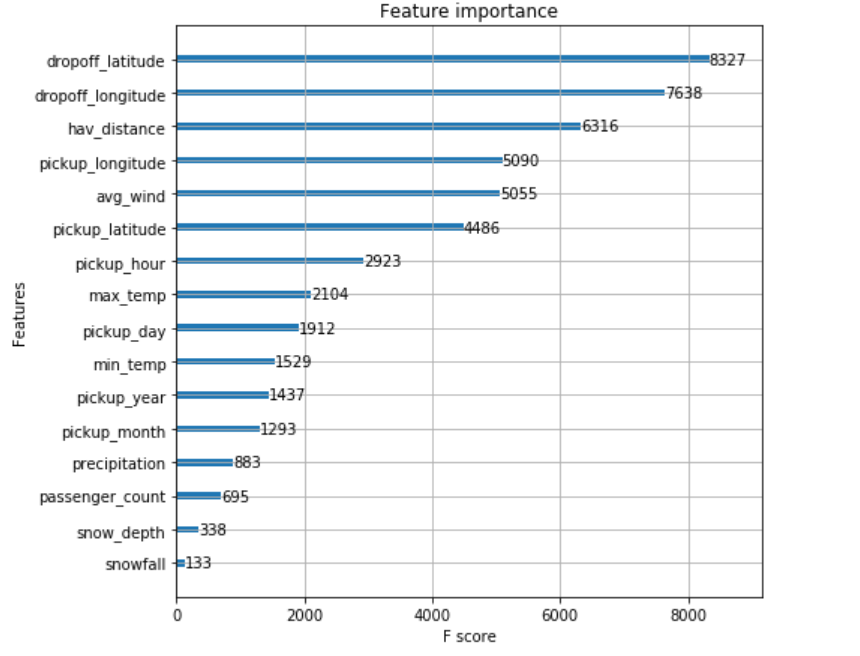 Feature importance
dropoff_latitude 8327
dropoff_longitude 7638
hav_distance 6316
pickup_longitude 5090
avg_wind 5055
pickup_latitude 4486
pickup_hour 2923
max_temp 2104
pickup_day 1912
min_temp 1529
pickup_year 1437
pickup_month 1293
precipitation 883
passenger_count 695
snow_depth 338
snowfall 133
Features
0 2000 4000 6000 8000
F score